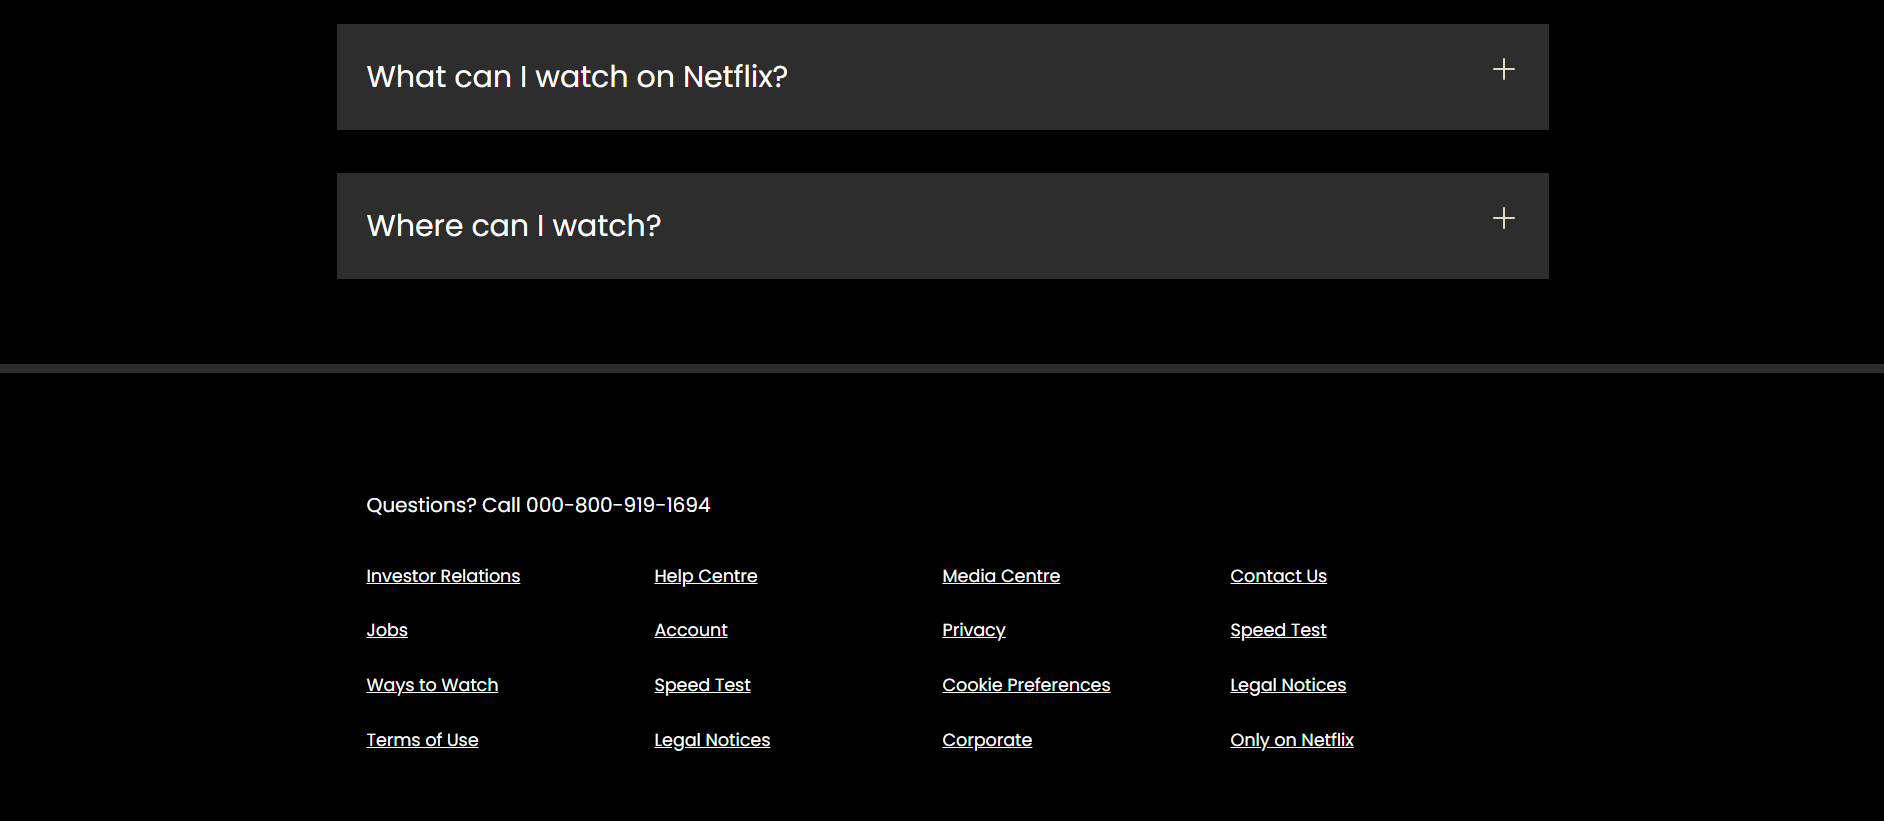 What can I watch on Netflix?
Where can I watch?
Questions? Call 000-800-919-1694
Investor Relations Help Centre Media Centre Contact Us
Jobs Account Privacy Speed Test
Ways to Watch Speed Test Cookie Preferences Legal Notices
Terms of Use Legal Notices Corporate Only on Netflix